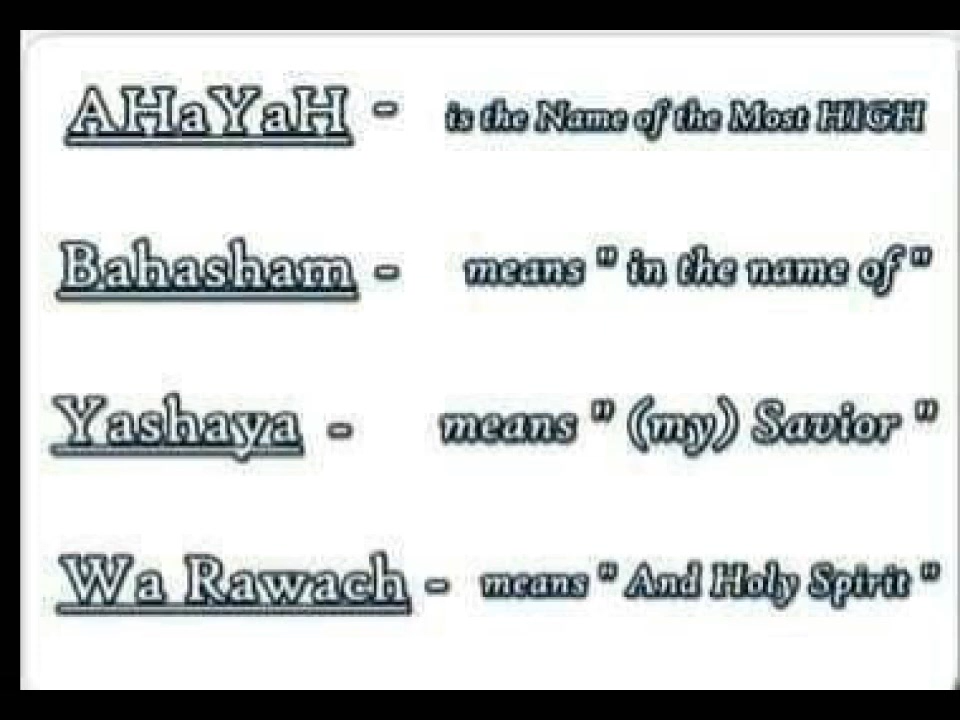 AHaYaH - is the Name of the Most HIGH
Bahasham - means " in the name of "
Yashaya - means " (my) Savior "
Wa Rawach - means " And Holy Spirit "